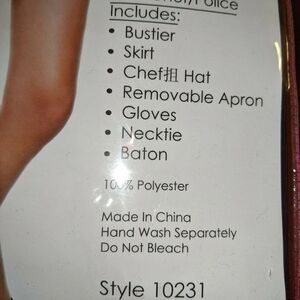 Includes:
• Bustier
• Skirt
• Chef扭 Hat
• Removable Apron
• Gloves
• Necktie
• Baton
100% Polyester
Made In China
Hand Wash Separately
Do Not Bleach
Style 10231